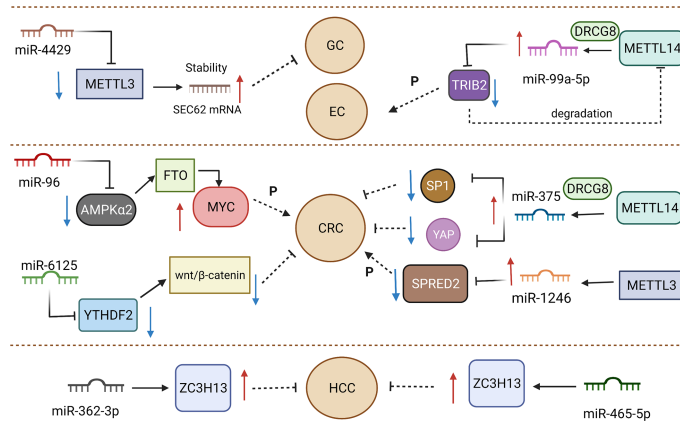 miR-4429
METTL3
Stability
SEC62 mRNA
GC
EC
P
TRIB2
miR-99a-5p
DRCG8
METTL14
degradation
miR-96
AMPKα2
FTO
MYC
P
CRC
SP1
YAP
miR-375
DRCG8
METTL14
miR-6125
YTHDF2
wnt/β-catenin
P
SPRED2
miR-1246
METTL3
miR-362-3p
ZC3H13
HCC
ZC3H13
miR-465-5p